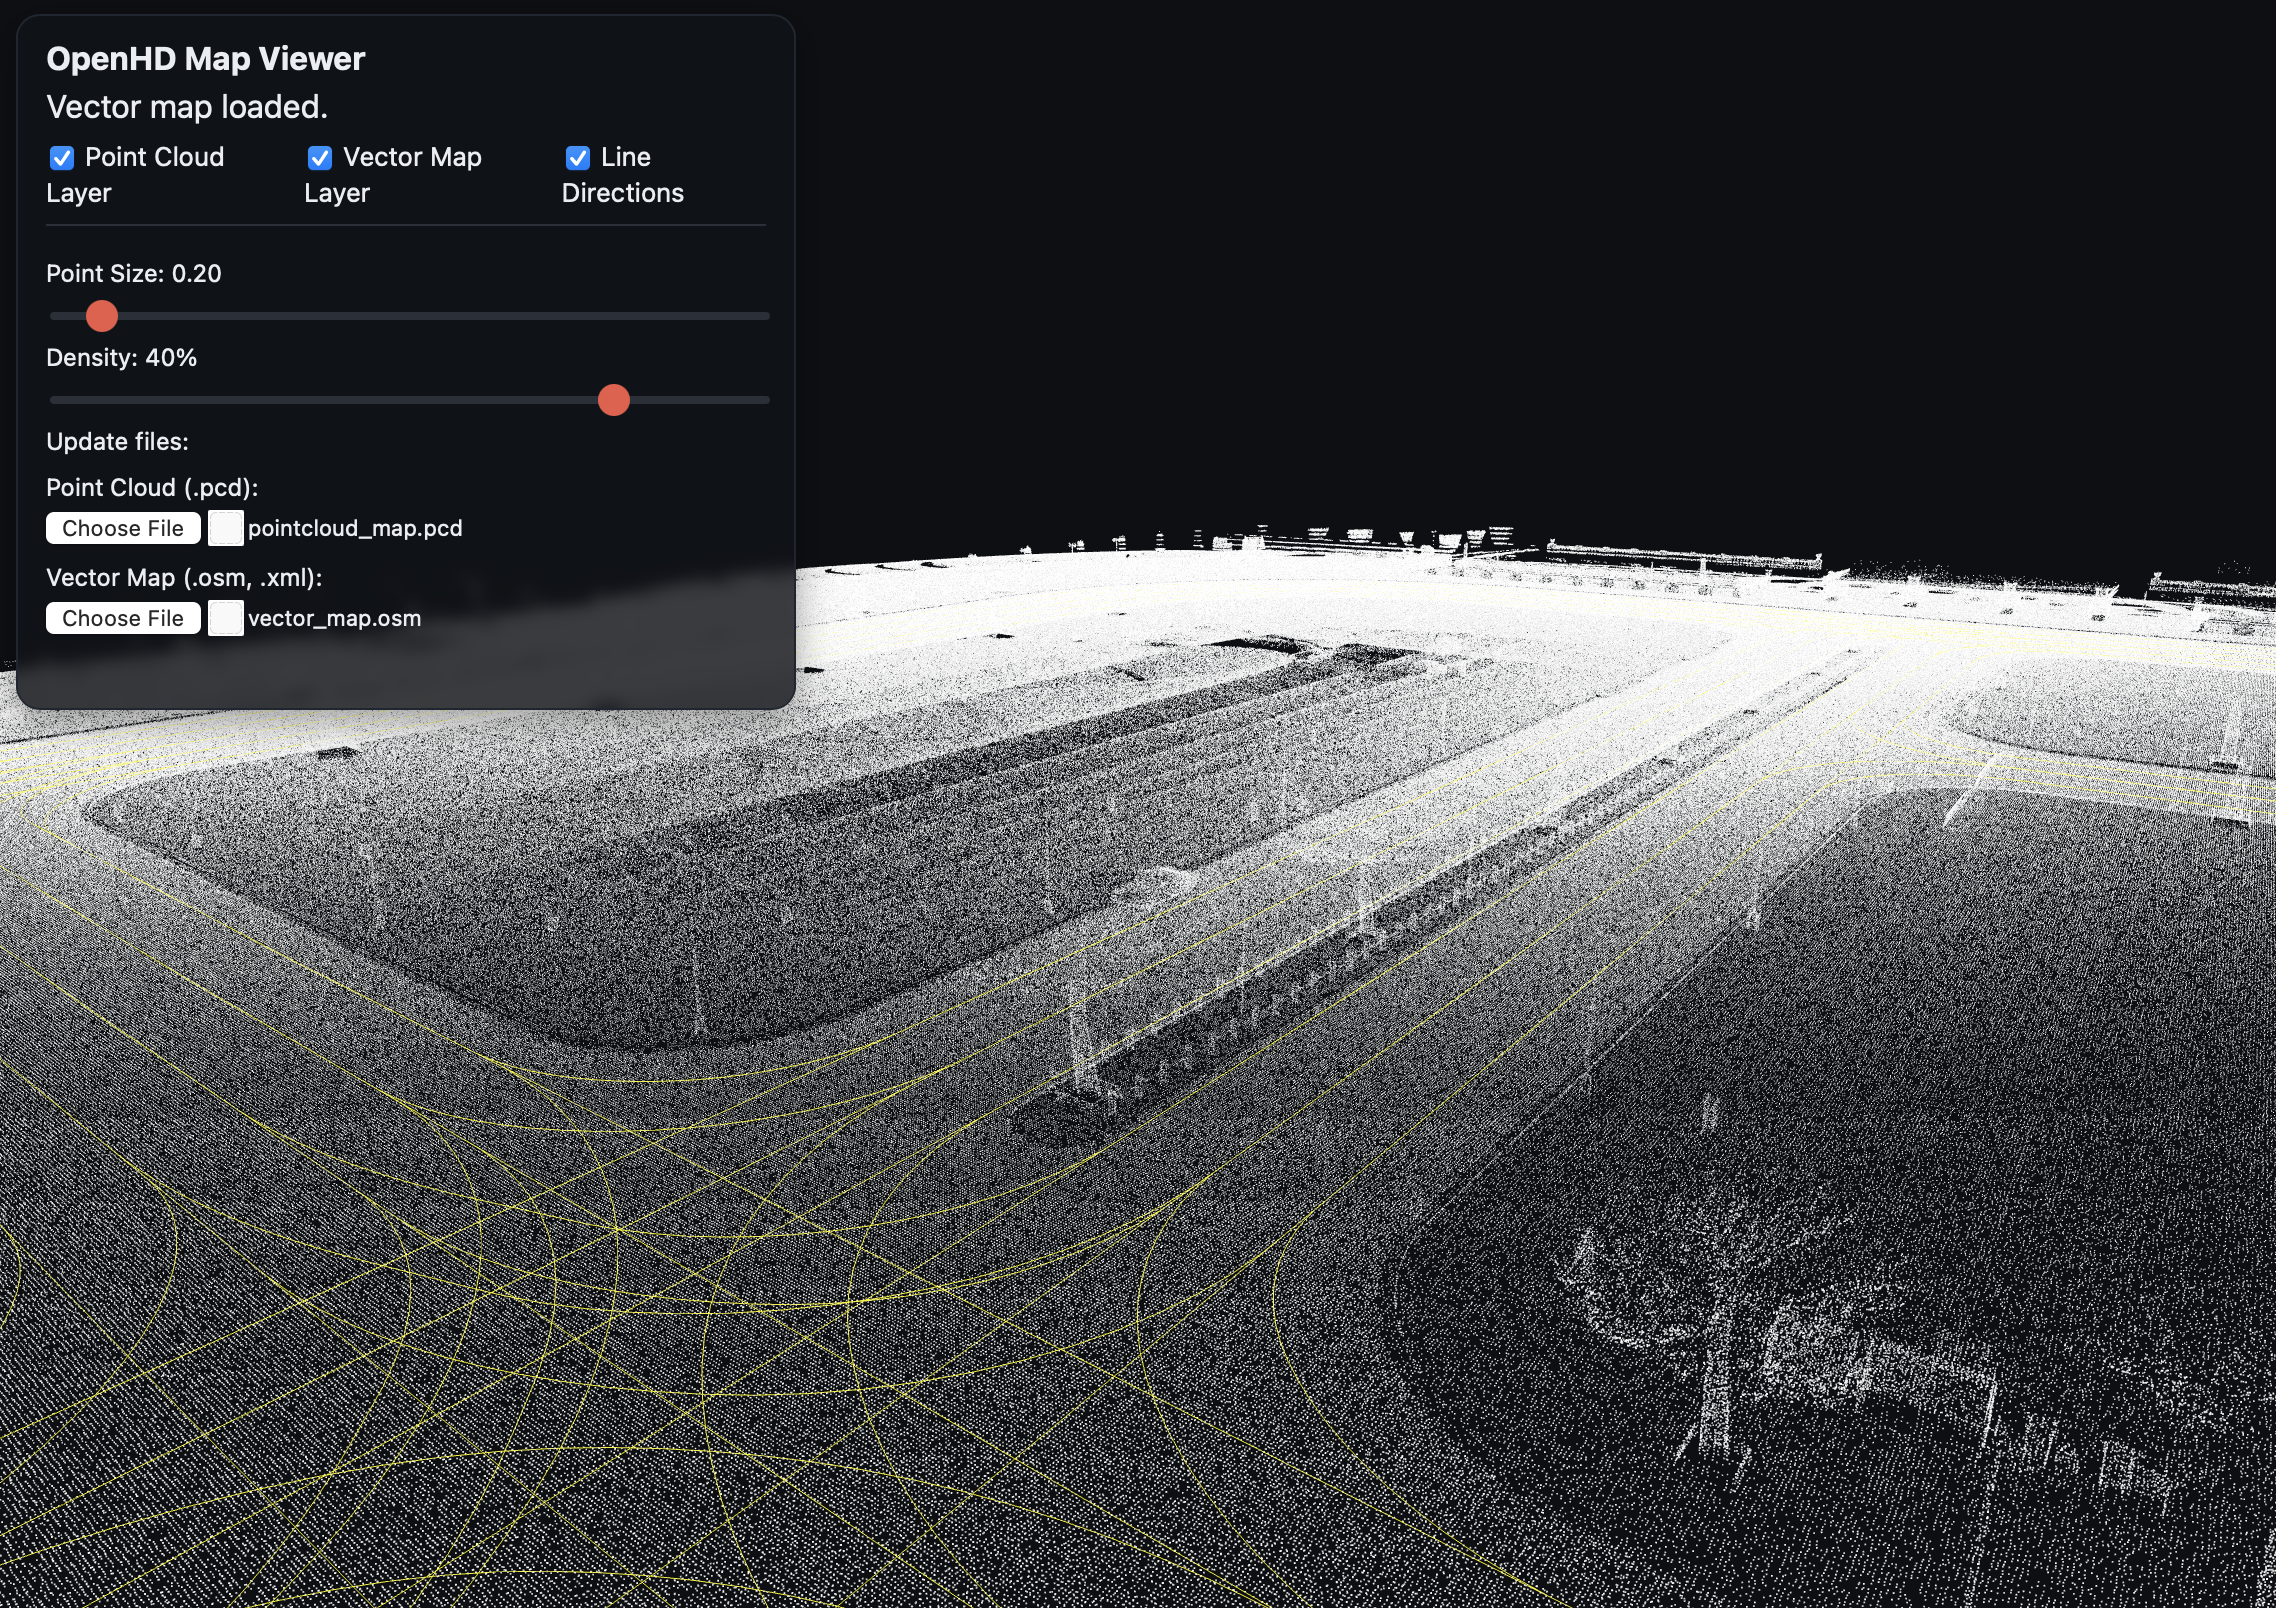 OpenHD Map Viewer
Vector map loaded.
Point Cloud Layer
Vector Map Layer
Line Directions
Point Size: 0.20
Density: 40%
Update files:
Point Cloud (.pcd):
Choose File pointcloud_map.pcd
Vector Map (.osm, .xml):
Choose File vector_map.osm